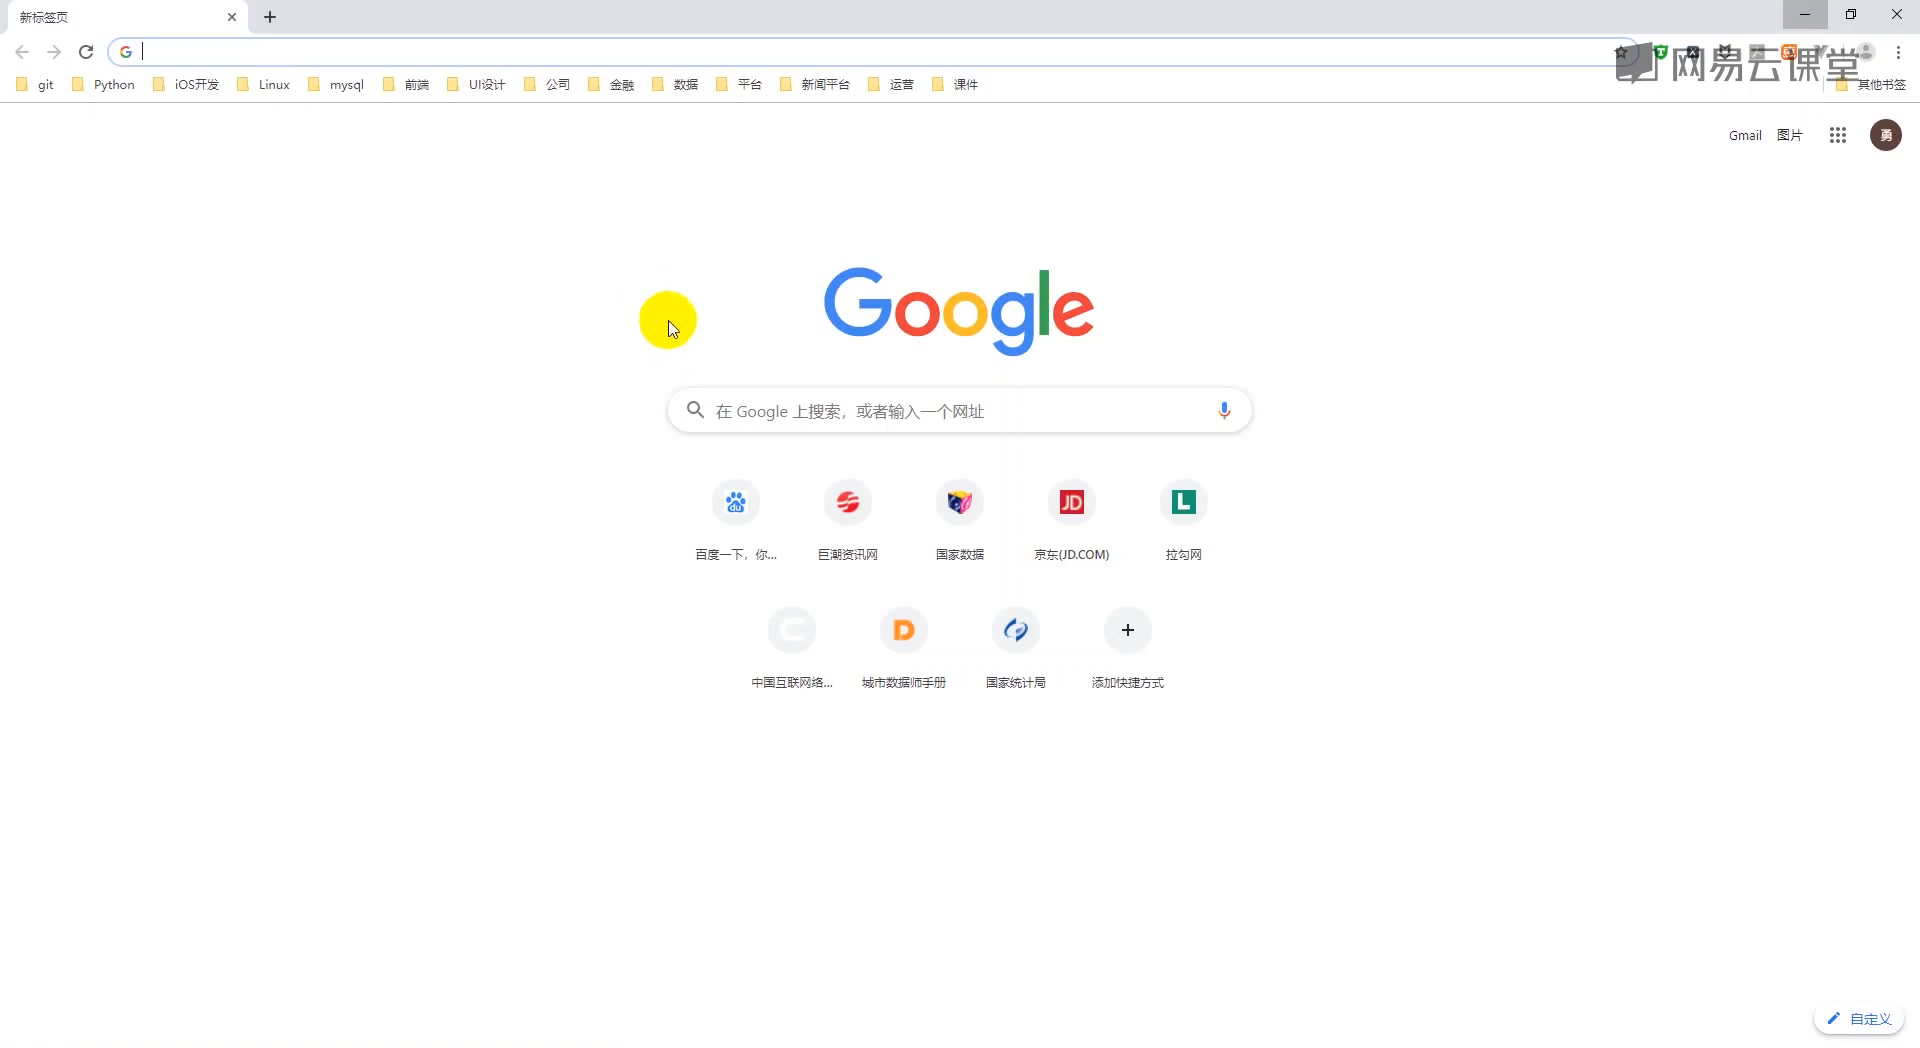 新标签页
网易云课堂
git Python iOS开发 Linux mysql 前端 UI设计 公司 金融 数据 平台 新闻平台 运营 课件 其他书签
Gmail 图片 勇
Google
在 Google 上搜索，或者输入一个网址
du JD L
百度一下，你... 巨潮资讯网 国家数据 京东(JD.COM) 拉勾网
C D
中国互联网络... 城市数据师手册 国家统计局 添加快捷方式
自定义